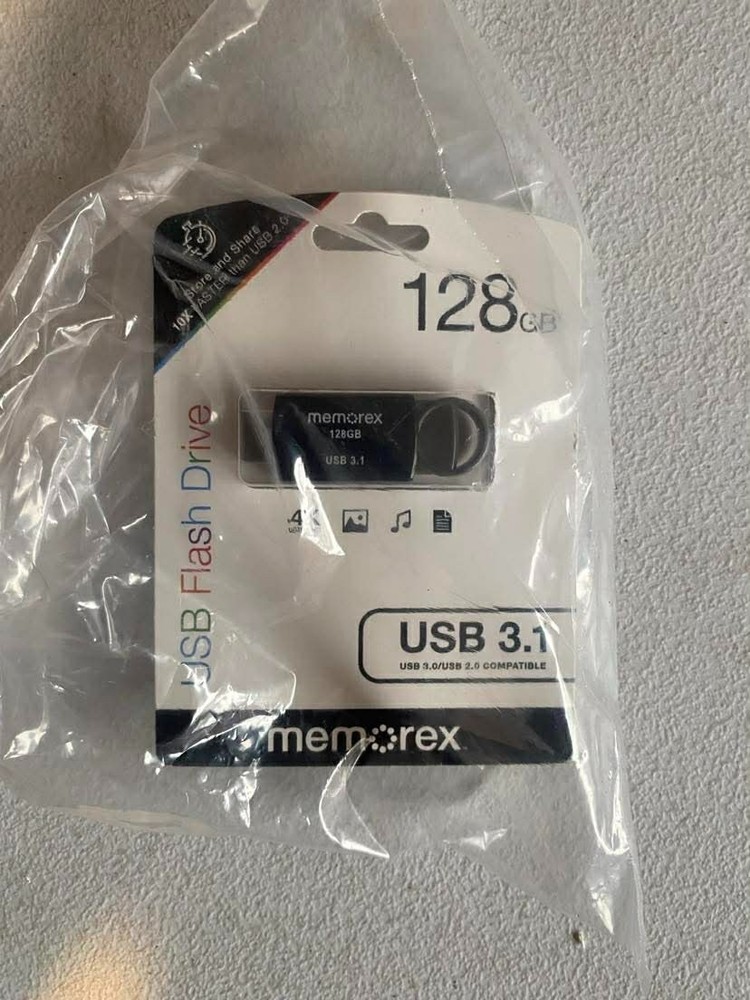 Store and Share
10X FASTER than USB 2.0
128GB
memorex
128GB
USB 3.1
4K
USB Flash Drive
USB 3.1
USB 3.0/USB 2.0 COMPATIBLE
memorex